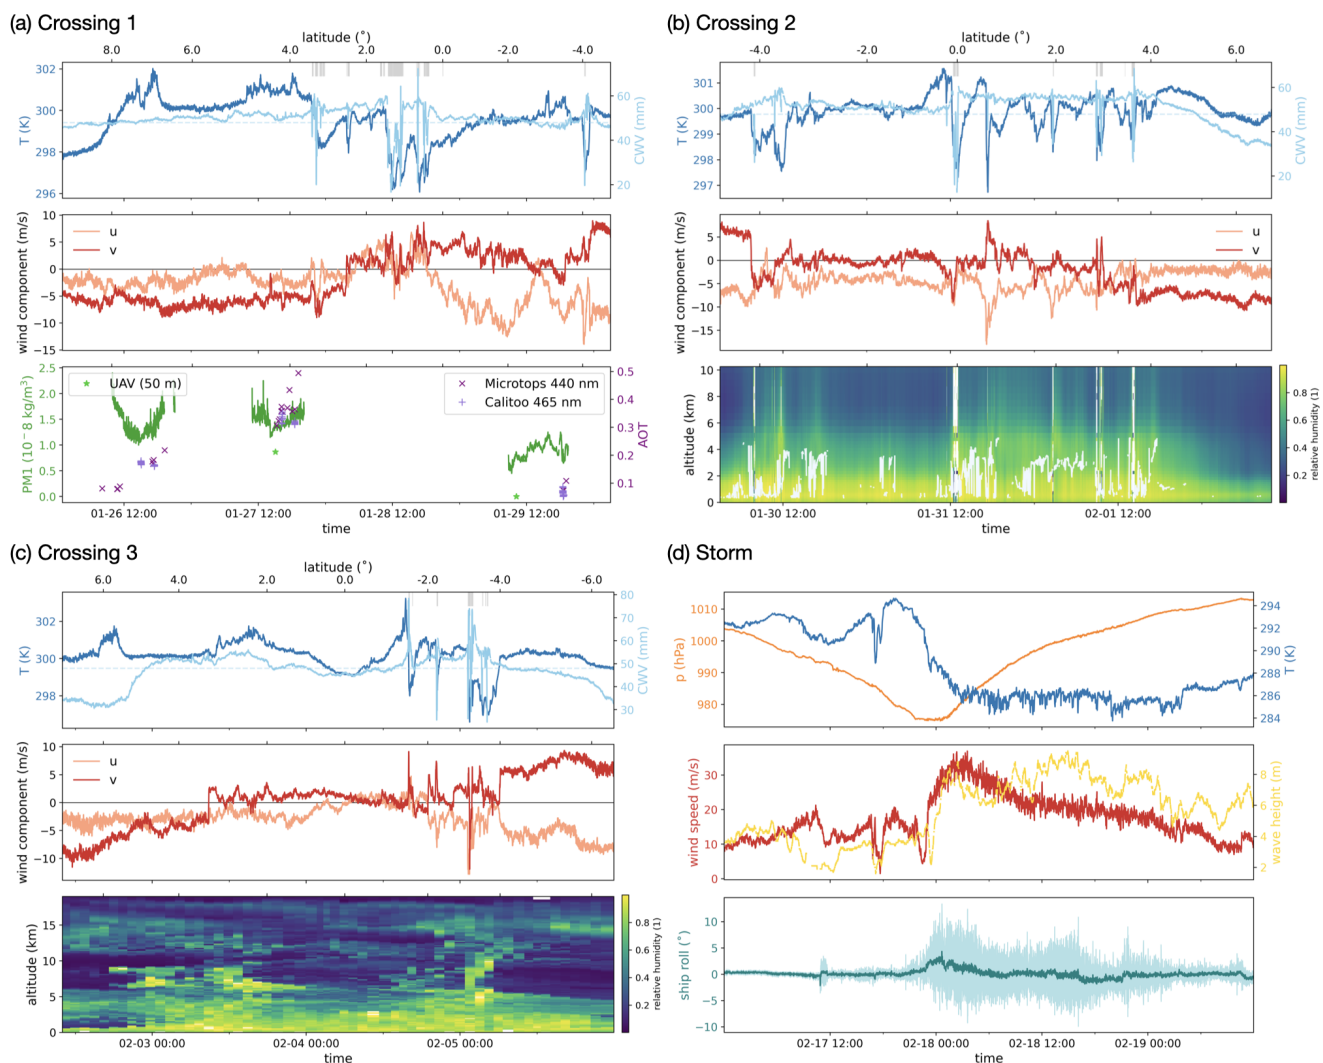 (a) Crossing 1
latitude (˚)
8.0 6.0 4.0 2.0 0.0 -2.0 -4.0
302
300
298
296
T (K)
60
40
20
CWV (mm)
10
5
0
−5
−10
−15
wind component (m/s)
u
v
2.5
2.0
1.5
1.0
0.5
0.0
PM1 (10−8 kg/m3)
UAV (50 m)
Microtops 440 nm
Calitoo 465 nm
0.5
0.4
0.3
0.2
0.1
AOT
01-26 12:00 01-27 12:00 01-28 12:00 01-29 12:00
time
(b) Crossing 2
latitude (˚)
-4.0 -2.0 0.0 2.0 4.0 6.0
301
300
299
298
297
T (K)
60
40
20
CWV (mm)
5
0
−5
−10
−15
wind component (m/s)
u
v
10
8
6
4
2
0
altitude (km)
0.8
0.6
0.4
0.2
relative humidity (1)
01-30 12:00 01-31 12:00 02-01 12:00
time
(c) Crossing 3
latitude (˚)
6.0 4.0 2.0 0.0 -2.0 -4.0 -6.0
302
300
298
T (K)
80
70
60
50
40
30
CWV (mm)
10
5
0
−5
−10
wind component (m/s)
u
v
15
10
5
0
altitude (km)
0.8
0.6
0.4
0.2
relative humidity (1)
02-03 00:00 02-04 00:00 02-05 00:00
time
(d) Storm
1010
1000
990
980
p (hPa)
294
292
290
288
286
284
T (K)
30
20
10
0
wind speed (m/s)
8
6
4
2
wave height (m)
10
5
0
−5
−10
ship roll (˚)
02-17 12:00 02-18 00:00 02-18 12:00 02-19 00:00
time